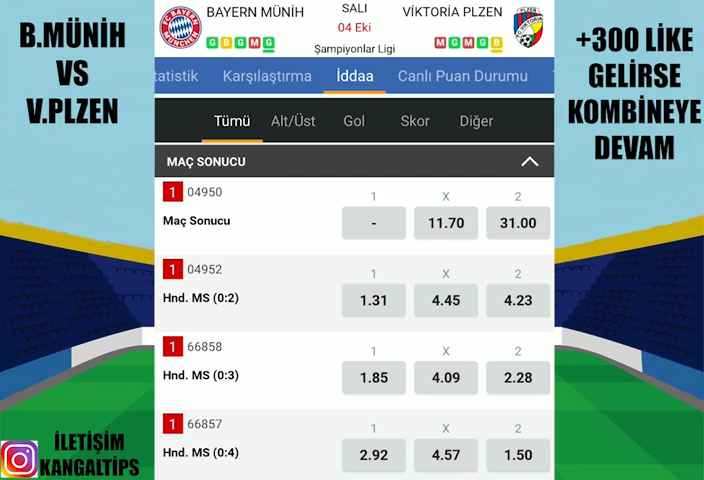 B.MÜNİH
VS
V.PLZEN
BAYERN MÜNİH
G B G M G
SALI
04 Eki
Şampiyonlar Ligi
VİKTORİA PLZEN
M G M G B
+300 LİKE
GELİRSE
KOMBİNEYE
DEVAM
tatistik Karşılaştırma İddaa Canlı Puan Durumu
Tümü Alt/Üst Gol Skor Diğer
MAÇ SONUCU
1 04950 1 X 2
Maç Sonucu - 11.70 31.00
1 04952 1 X 2
Hnd. MS (0:2) 1.31 4.45 4.23
1 66858 1 X 2
Hnd. MS (0:3) 1.85 4.09 2.28
1 66857 1 X 2
Hnd. MS (0:4) 2.92 4.57 1.50
İLETİŞİM
KANGALTİPS